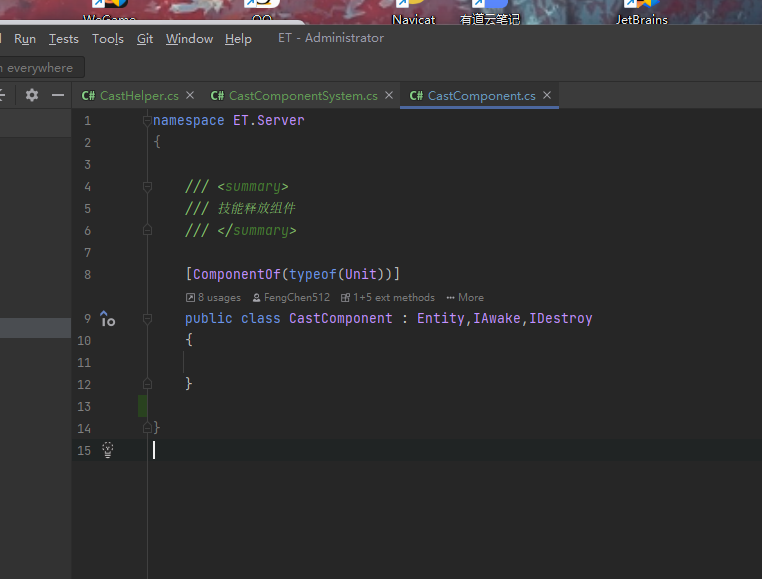 WeGame
QQ
Navicat
有道云笔记
JetBrains
Run Tests Tools Git Window Help ET - Administrator
everywhere
C# CastHelper.cs × C# CastComponentSystem.cs × C# CastComponent.cs ×
1 namespace ET.Server
2 {
3
4 /// <summary>
5 /// 技能释放组件
6 /// </summary>
7
8 [ComponentOf(typeof(Unit))]
8 usages FengChen512 1+5 ext methods ··· More
9 public class CastComponent : Entity,IAwake,IDestroy
10 {
11
12 }
13
14 }
15